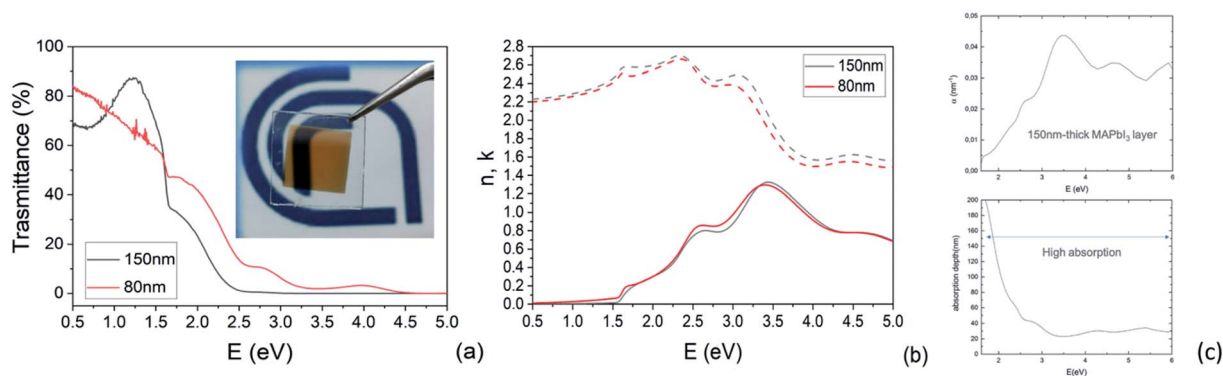 100
80
60
40
20
0
Trasmittance (%)
150nm
80nm
0.5 1.0 1.5 2.0 2.5 3.0 3.5 4.0 4.5 5.0
E (eV)
(a)
2.8
2.6
2.4
2.2
2.0
1.8
1.6
1.4
1.2
1.0
0.8
0.6
0.4
0.2
0.0
n, k
150nm
80nm
0.5 1.0 1.5 2.0 2.5 3.0 3.5 4.0 4.5 5.0
E (eV)
(b)
0,05
0,04
0,03
0,02
0,01
0,00
α (nm⁻¹)
150nm-thick MAPbI₃ layer
2 3 4 5 6
E (eV)
200
180
160
140
120
100
80
60
40
20
0
absorption depth(nm)
High absorption
2 3 4 5 6
E(eV)
(c)